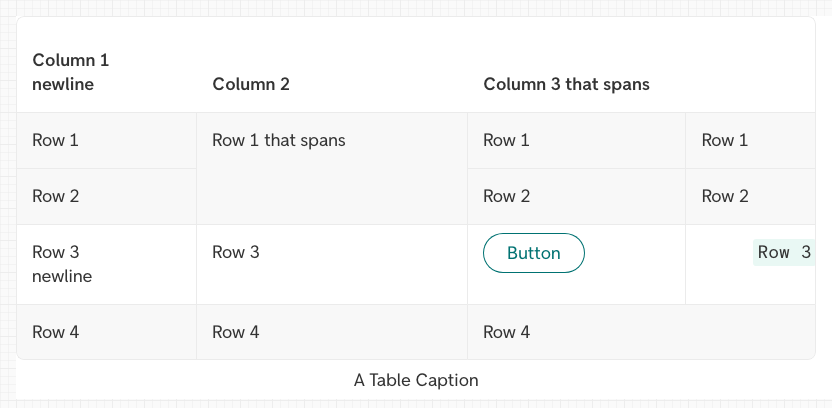 Column 1
newline
Column 2
Column 3 that spans
Row 1
Row 1 that spans
Row 1
Row 1
Row 2
Row 2
Row 2
Row 3
newline
Row 3
Button
Row 3
Row 4
Row 4
Row 4
A Table Caption